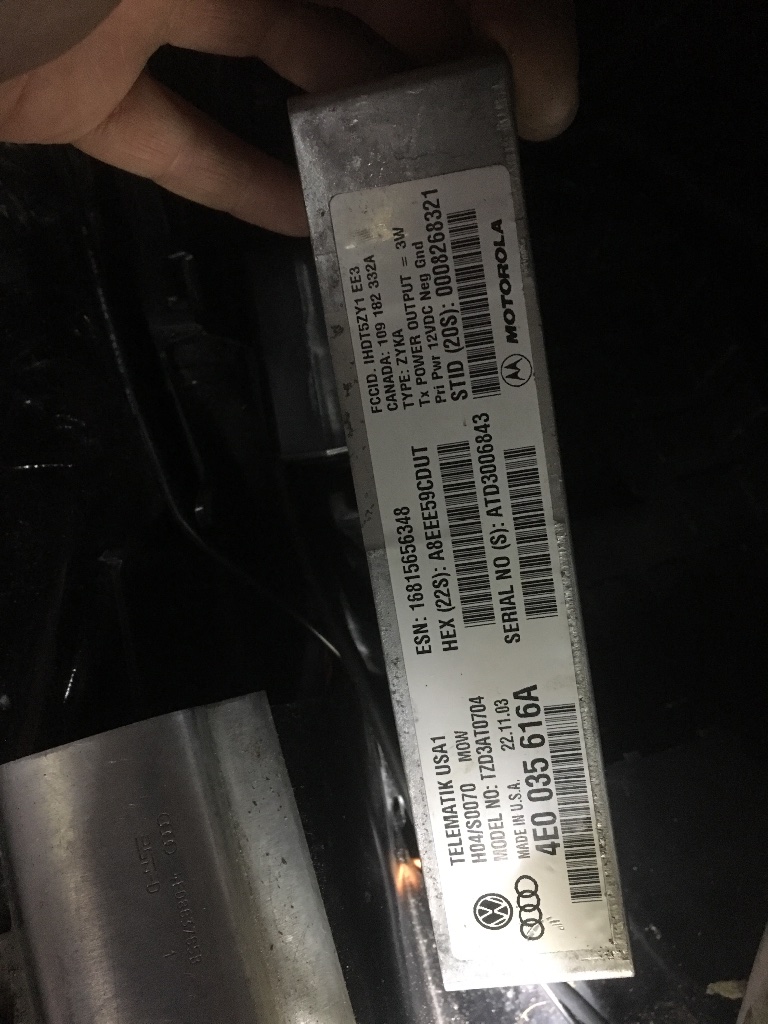 TELEMATIK USA1
H04/S0070 MOW
MODEL NO: TZD3AT0704
MADE IN U.S.A. 22.11.03
4E0 035 616A
ESN: 16815656348
HEX (22S): A8EEE59CDUT
SERIAL NO (S): ATD3006843
FCCID. IHDT5ZY1 EE3
CANADA: 109 182 332A
TYPE: ZYKA
Tx POWER OUTPUT = 3W
Pri Pwr 12VDC Neg Gnd
STID (20S): 0008268321
MOTOROLA